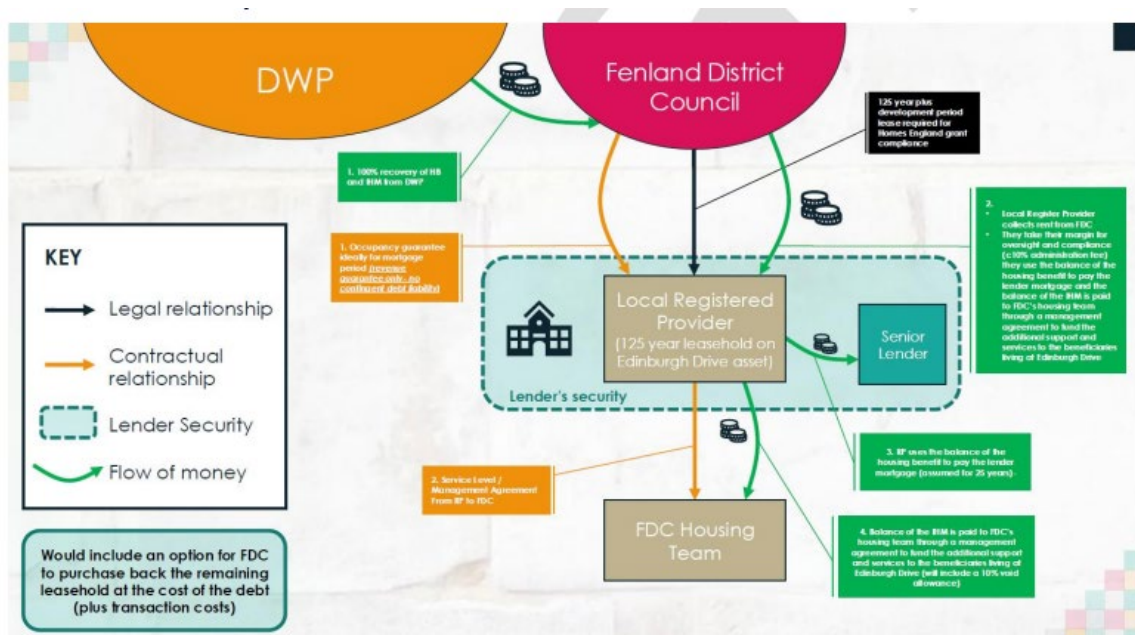 DWP
Fenland District
Council
125 year plus
development period
lease required for
Homes England grant
compliance
1. 100% recovery of HB
and IHM from DWP
2.
• Local Register Provider
collects rent from FDC
• They take their margin for
oversight and compliance
(c10% administration fee)
they use the balance of the
housing benefit to pay the
lender mortgage and the
balance of the IHM is paid
to FDC's housing team
through a management
agreement to fund the
additional support and
services to the beneficiaries
living at Edinburgh Drive
1. Occupancy guarantee
ideally for mortgage
period (revenue
guarantee only- no
contingent debt liability)
KEY
Legal relationship
Contractual
relationship
Lender Security
Flow of money
Local Registered
Provider
(125 year leasehold on
Edinburgh Drive asset)
Senior
Lender
Lender's security
3. RP uses the balance of the
housing benefit to pay the lender
mortgage (assumed for 25 years).
2. Service Level /
Management Agreement
From RP to FDC
FDC Housing
Team
4. Balance of the IHM is paid to FDC's
housing team through a management
agreement to fund the additional support
and services to the beneficiaries living at
Edinburgh Drive (will include a 10% void
allowance)
Would include an option for FDC
to purchase back the remaining
leasehold at the cost of the debt
(plus transaction costs)